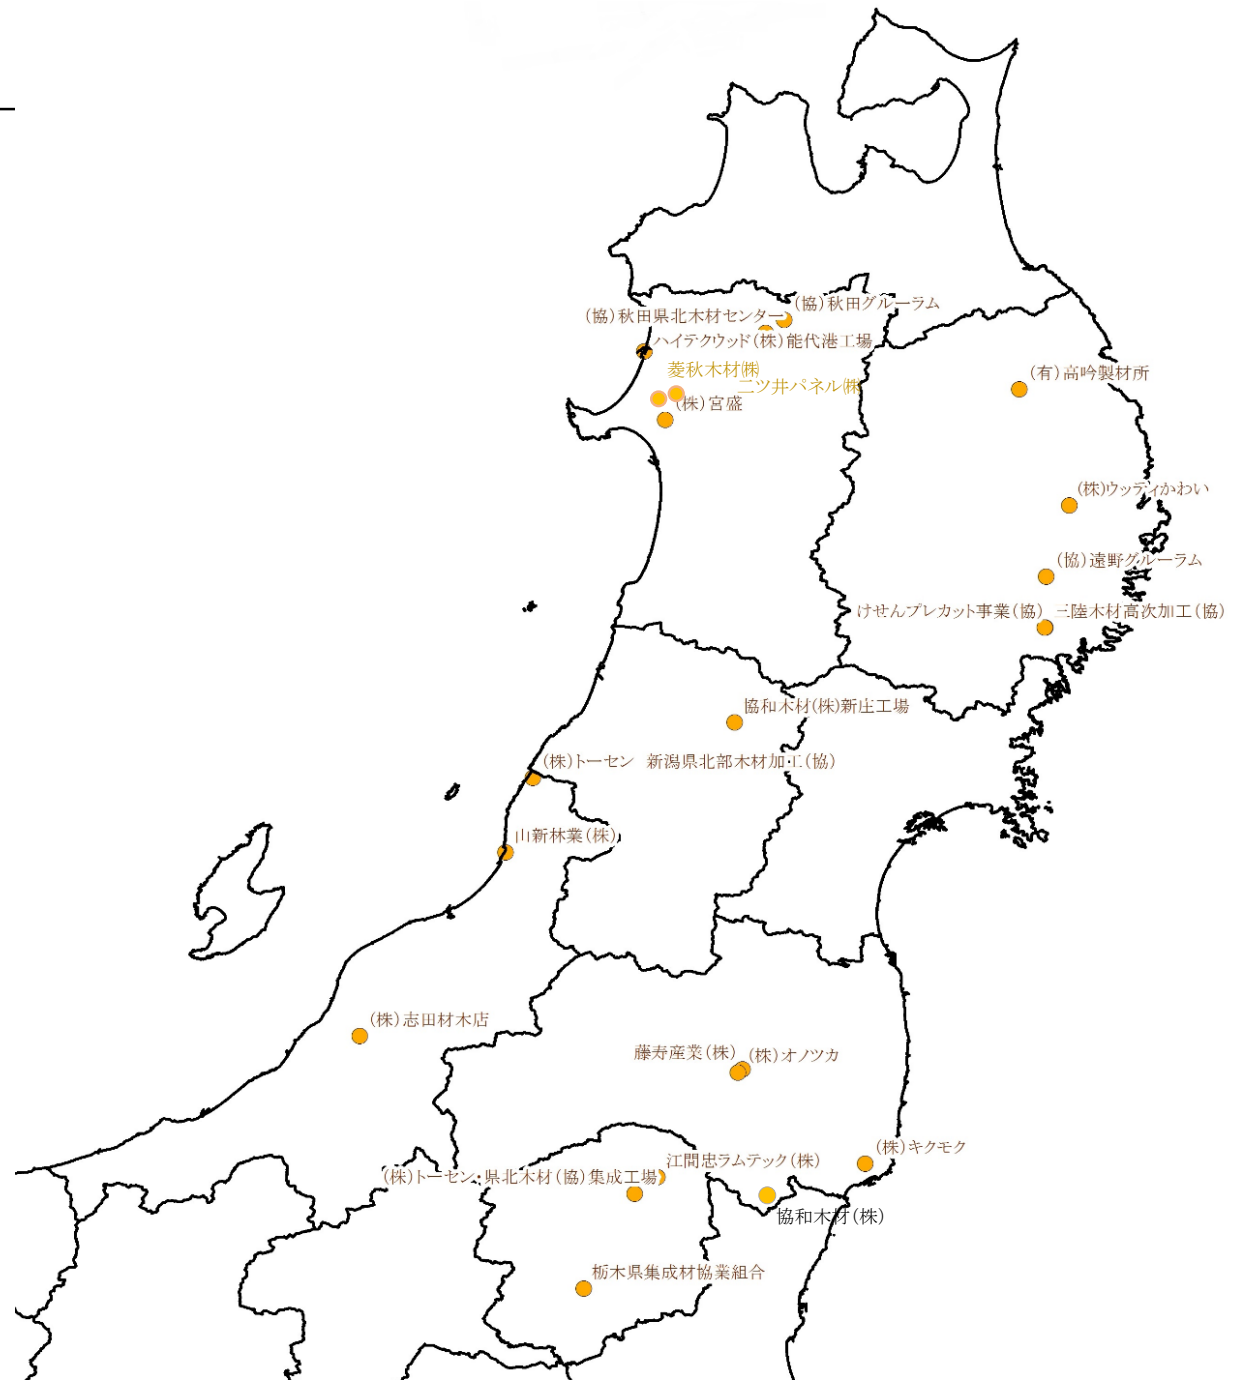 (協)秋田グルーラム
(協)秋田県北木材センター
ハイテクウッド(株)能代港工場
菱秋木材㈱
二ツ井パネル㈱
(株)宮盛
(有)高吟製材所
(株)ウッティかわい
(協)遠野グルーラム
けせんプレカット事業(協)
三陸木材高次加工(協)
協和木材(株)新庄工場
(株)トーセン 新潟県北部木材加工(協)
山新林業(株)
(株)志田材木店
藤寿産業(株)
(株)オノツカ
(株)キクモク
江間忠ラムテック(株)
(株)トーセン・県北木材(協)集成工場
協和木材(株)
栃木県集成材協業組合